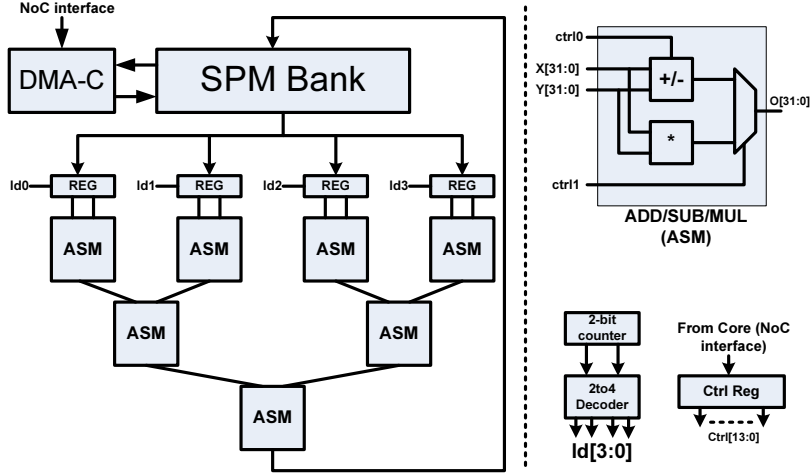 NoC interface
DMA-C
SPM Bank
ld0
REG
ld1
REG
ld2
REG
ld3
REG
ASM
ASM
ASM
ASM
ASM
ASM
ASM
ctrl0
X[31:0]
Y[31:0]
+/-
*
O[31:0]
ctrl1
ADD/SUB/MUL
(ASM)
2-bit
counter
2to4
Decoder
ld[3:0]
From Core (NoC
interface)
Ctrl Reg
Ctrl[13:0]